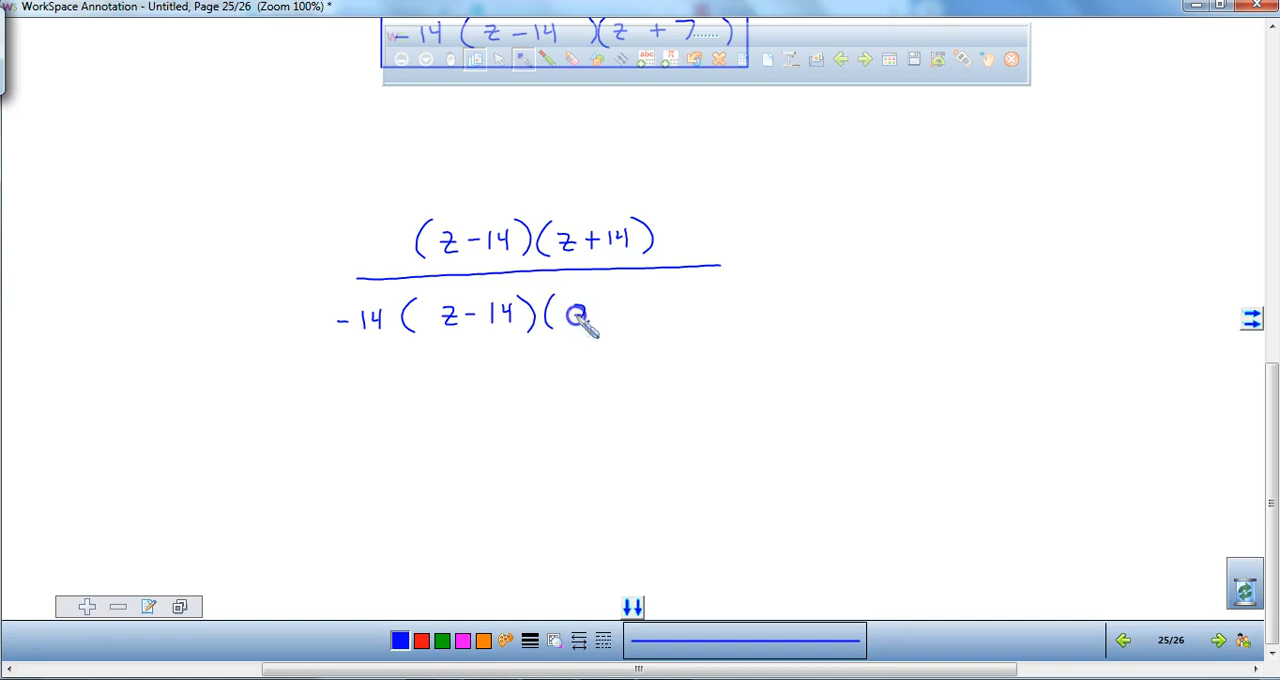 WorkSpace Annotation - Untitled, Page 25/26 (Zoom 100%) *
- 14 ( z - 14 )(z + 7 )
(z - 14)(z + 14)
- 14 ( z - 14)(
25/26